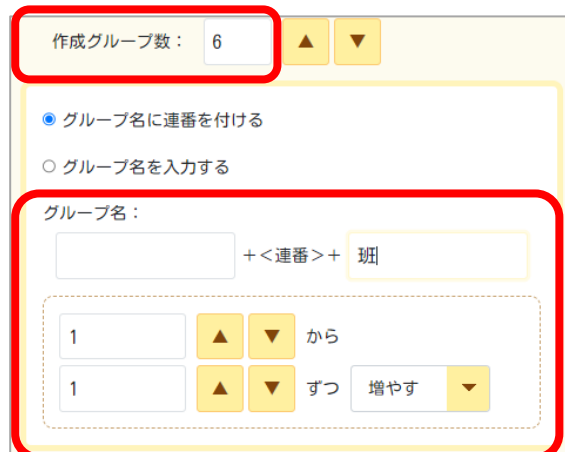 作成グループ数： 6 ▲ ▼
グループ名に連番を付ける
グループ名を入力する
グループ名：
＋＜連番＞＋ 班
1 ▲ ▼ から
1 ▲ ▼ ずつ 増やす